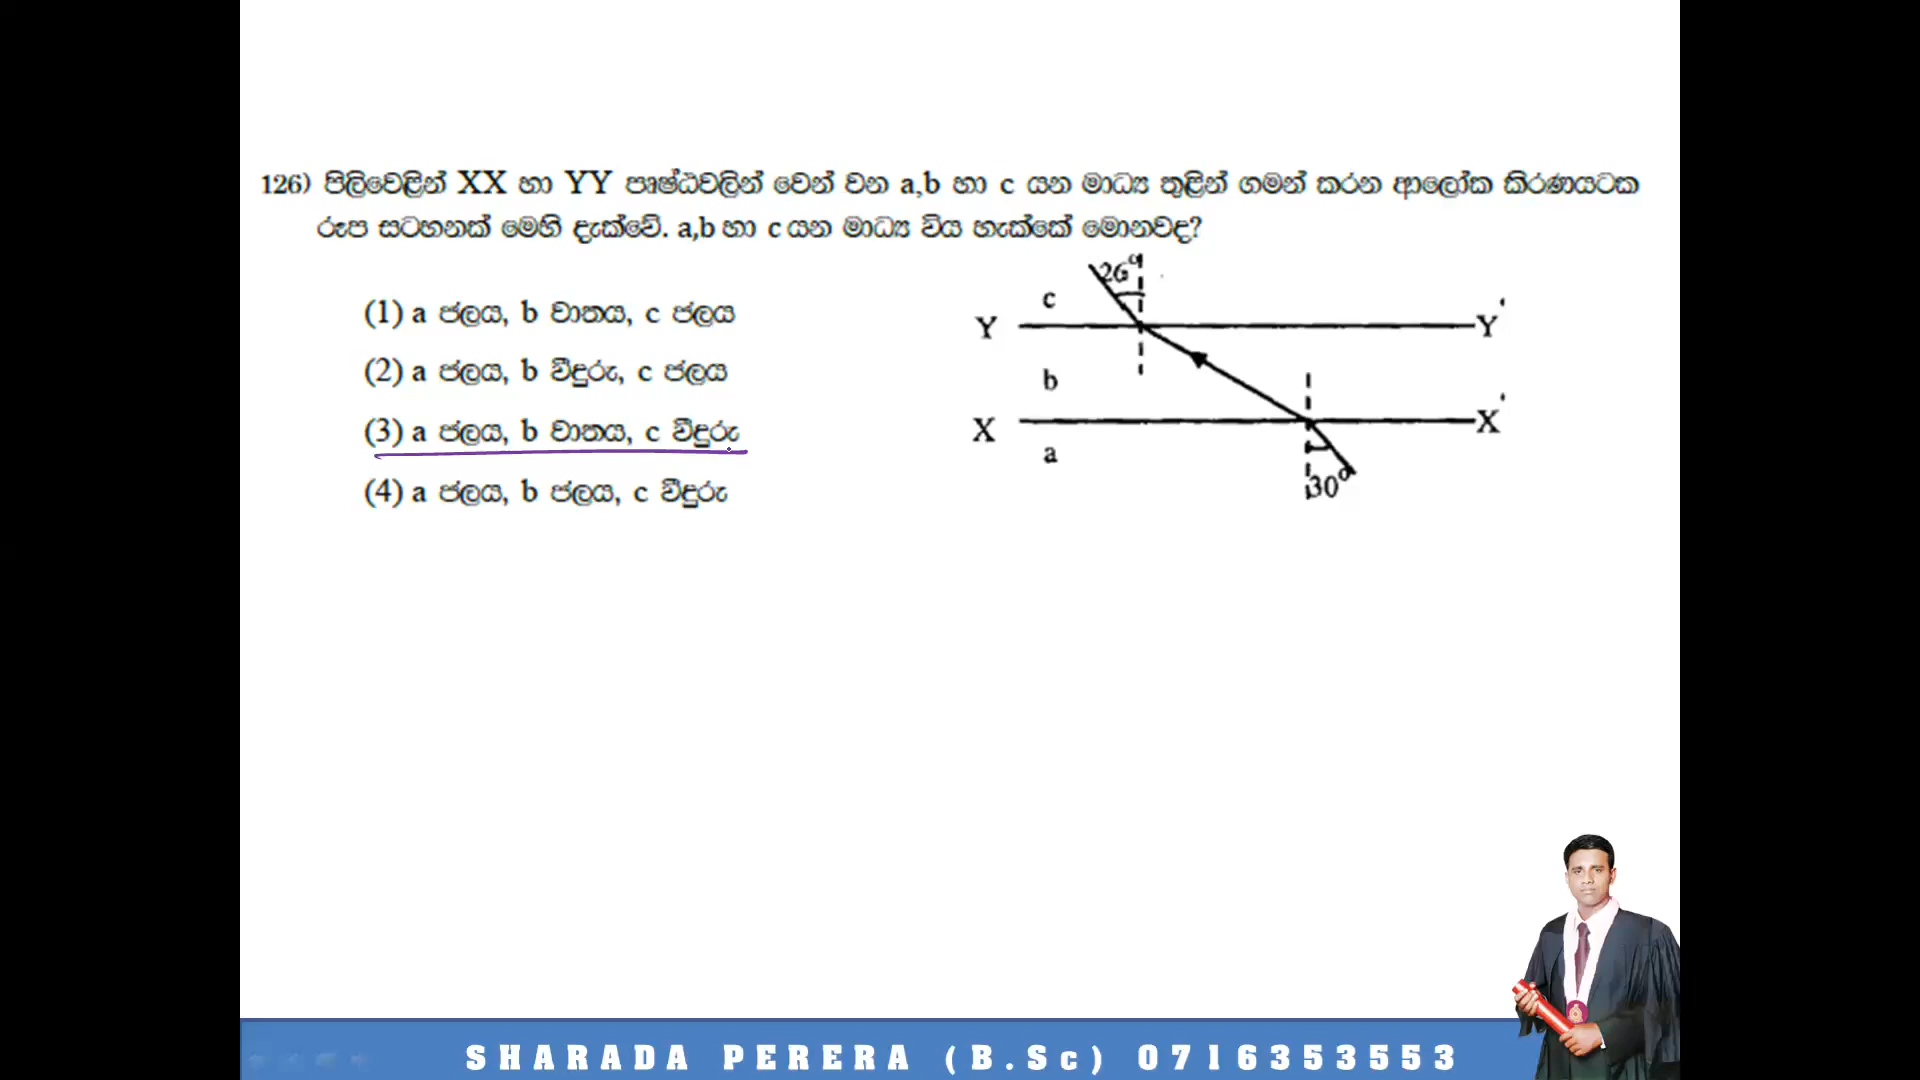 126) පිලිවෙළින් XX හා YY පෘෂ්ඨවලින් වෙන් වන a,b හා c යන මාධ්‍ය තුළින් ගමන් කරන ආලෝක කිරණයටක
රූප සටහනක් මෙහි දැක්වේ. a,b හා c යන මාධ්‍ය විය හැක්කේ මොනවද?
(1) a ජලය, b වාතය, c ජලය
(2) a ජලය, b වීදුරු, c ජලය
(3) a ජලය, b වාතය, c වීදුරු
(4) a ජලය, b ජලය, c වීදුරු
26°
c
Y Y'
b
X X'
a
30°
SHARADA PERERA (B.Sc) 0716353553